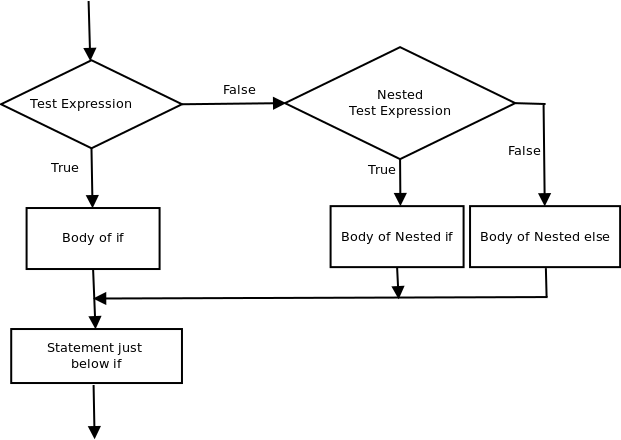 False
Nested
Test Expression
Test Expression
False
True
True
Body of if
Body of Nested if
Body of Nested else
Statement just
below if